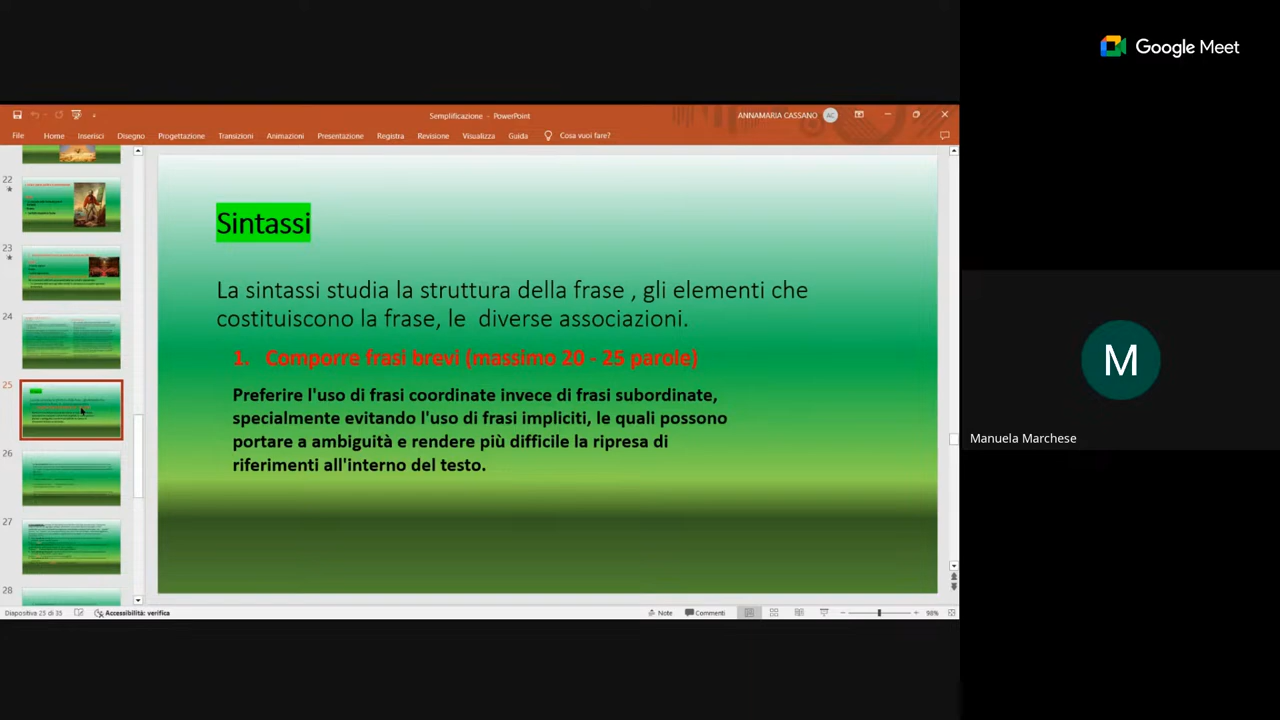 Google Meet
Semplificazione - PowerPoint
ANNAMARIA CASSANO
AC
File Home Inserisci Disegno Progettazione Transizioni Animazioni Presentazione Registra Revisione Visualizza Guida Cosa vuoi fare?
22
23
24
25
26
27
28
Sintassi
La sintassi studia la struttura della frase , gli elementi che
costituiscono la frase, le diverse associazioni.
1. Comporre frasi brevi (massimo 20 - 25 parole)
Preferire l'uso di frasi coordinate invece di frasi subordinate,
specialmente evitando l'uso di frasi impliciti, le quali possono
portare a ambiguità e rendere più difficile la ripresa di
riferimenti all'interno del testo.
M
Manuela Marchese
Diapositiva 25 di 35 Accessibilità: verifica Note Commenti 98%